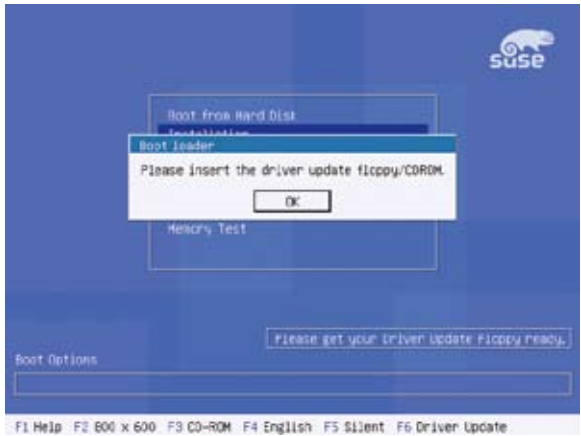 SUSE
Boot from Hard Disk
Installation
Boot loader
Please insert the driver update floppy/CDROM.
OK
Memory Test
Please get your Driver Update Floppy ready.
Boot Options
F1 Help F2 800 x 600 F3 CD-ROM F4 English F5 Silent F6 Driver Update